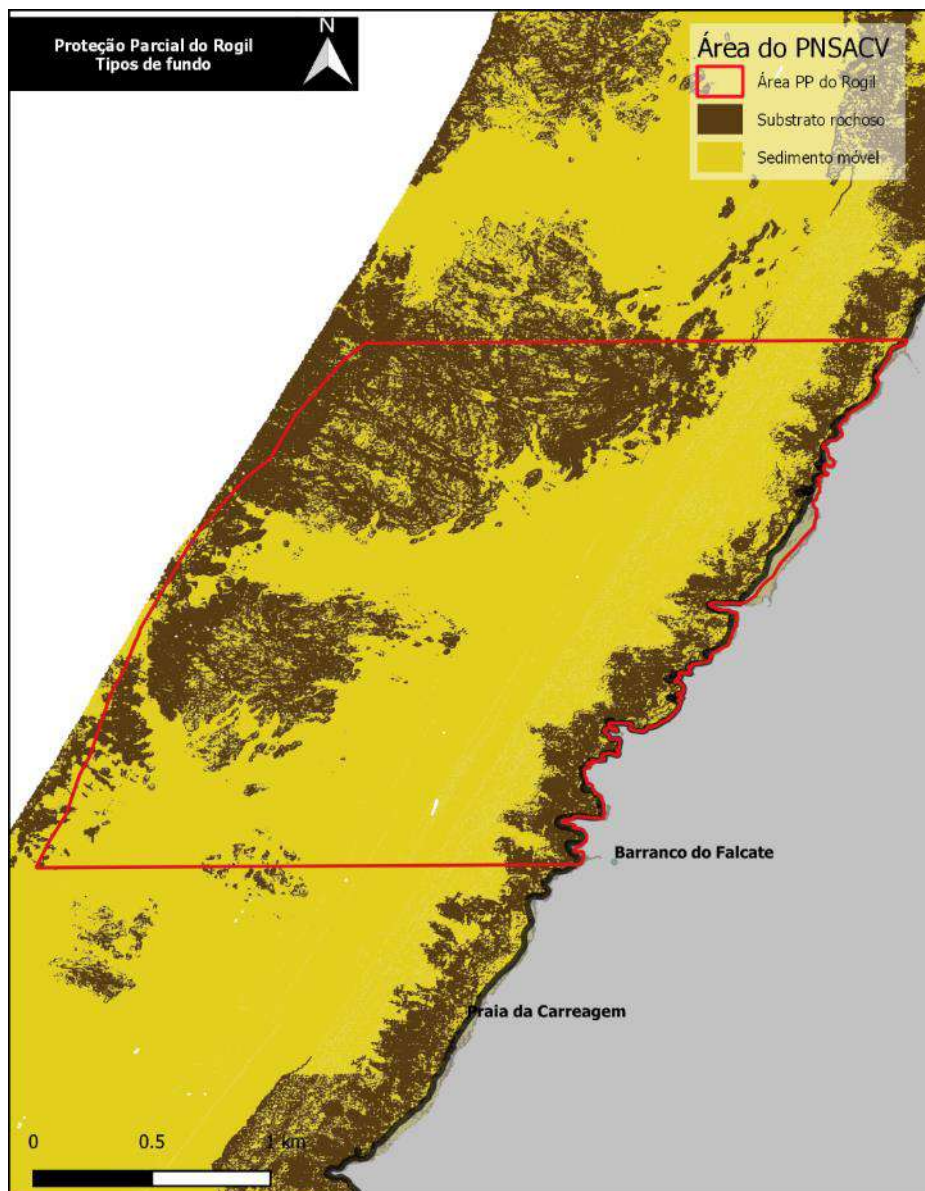 Proteção Parcial do Rogil
Tipos de fundo
N
Área do PNSACV
Área PP do Rogil
Substrato rochoso
Sedimento móvel
Barranco do Falcate
Praia da Carreagem
0 0.5 1 km